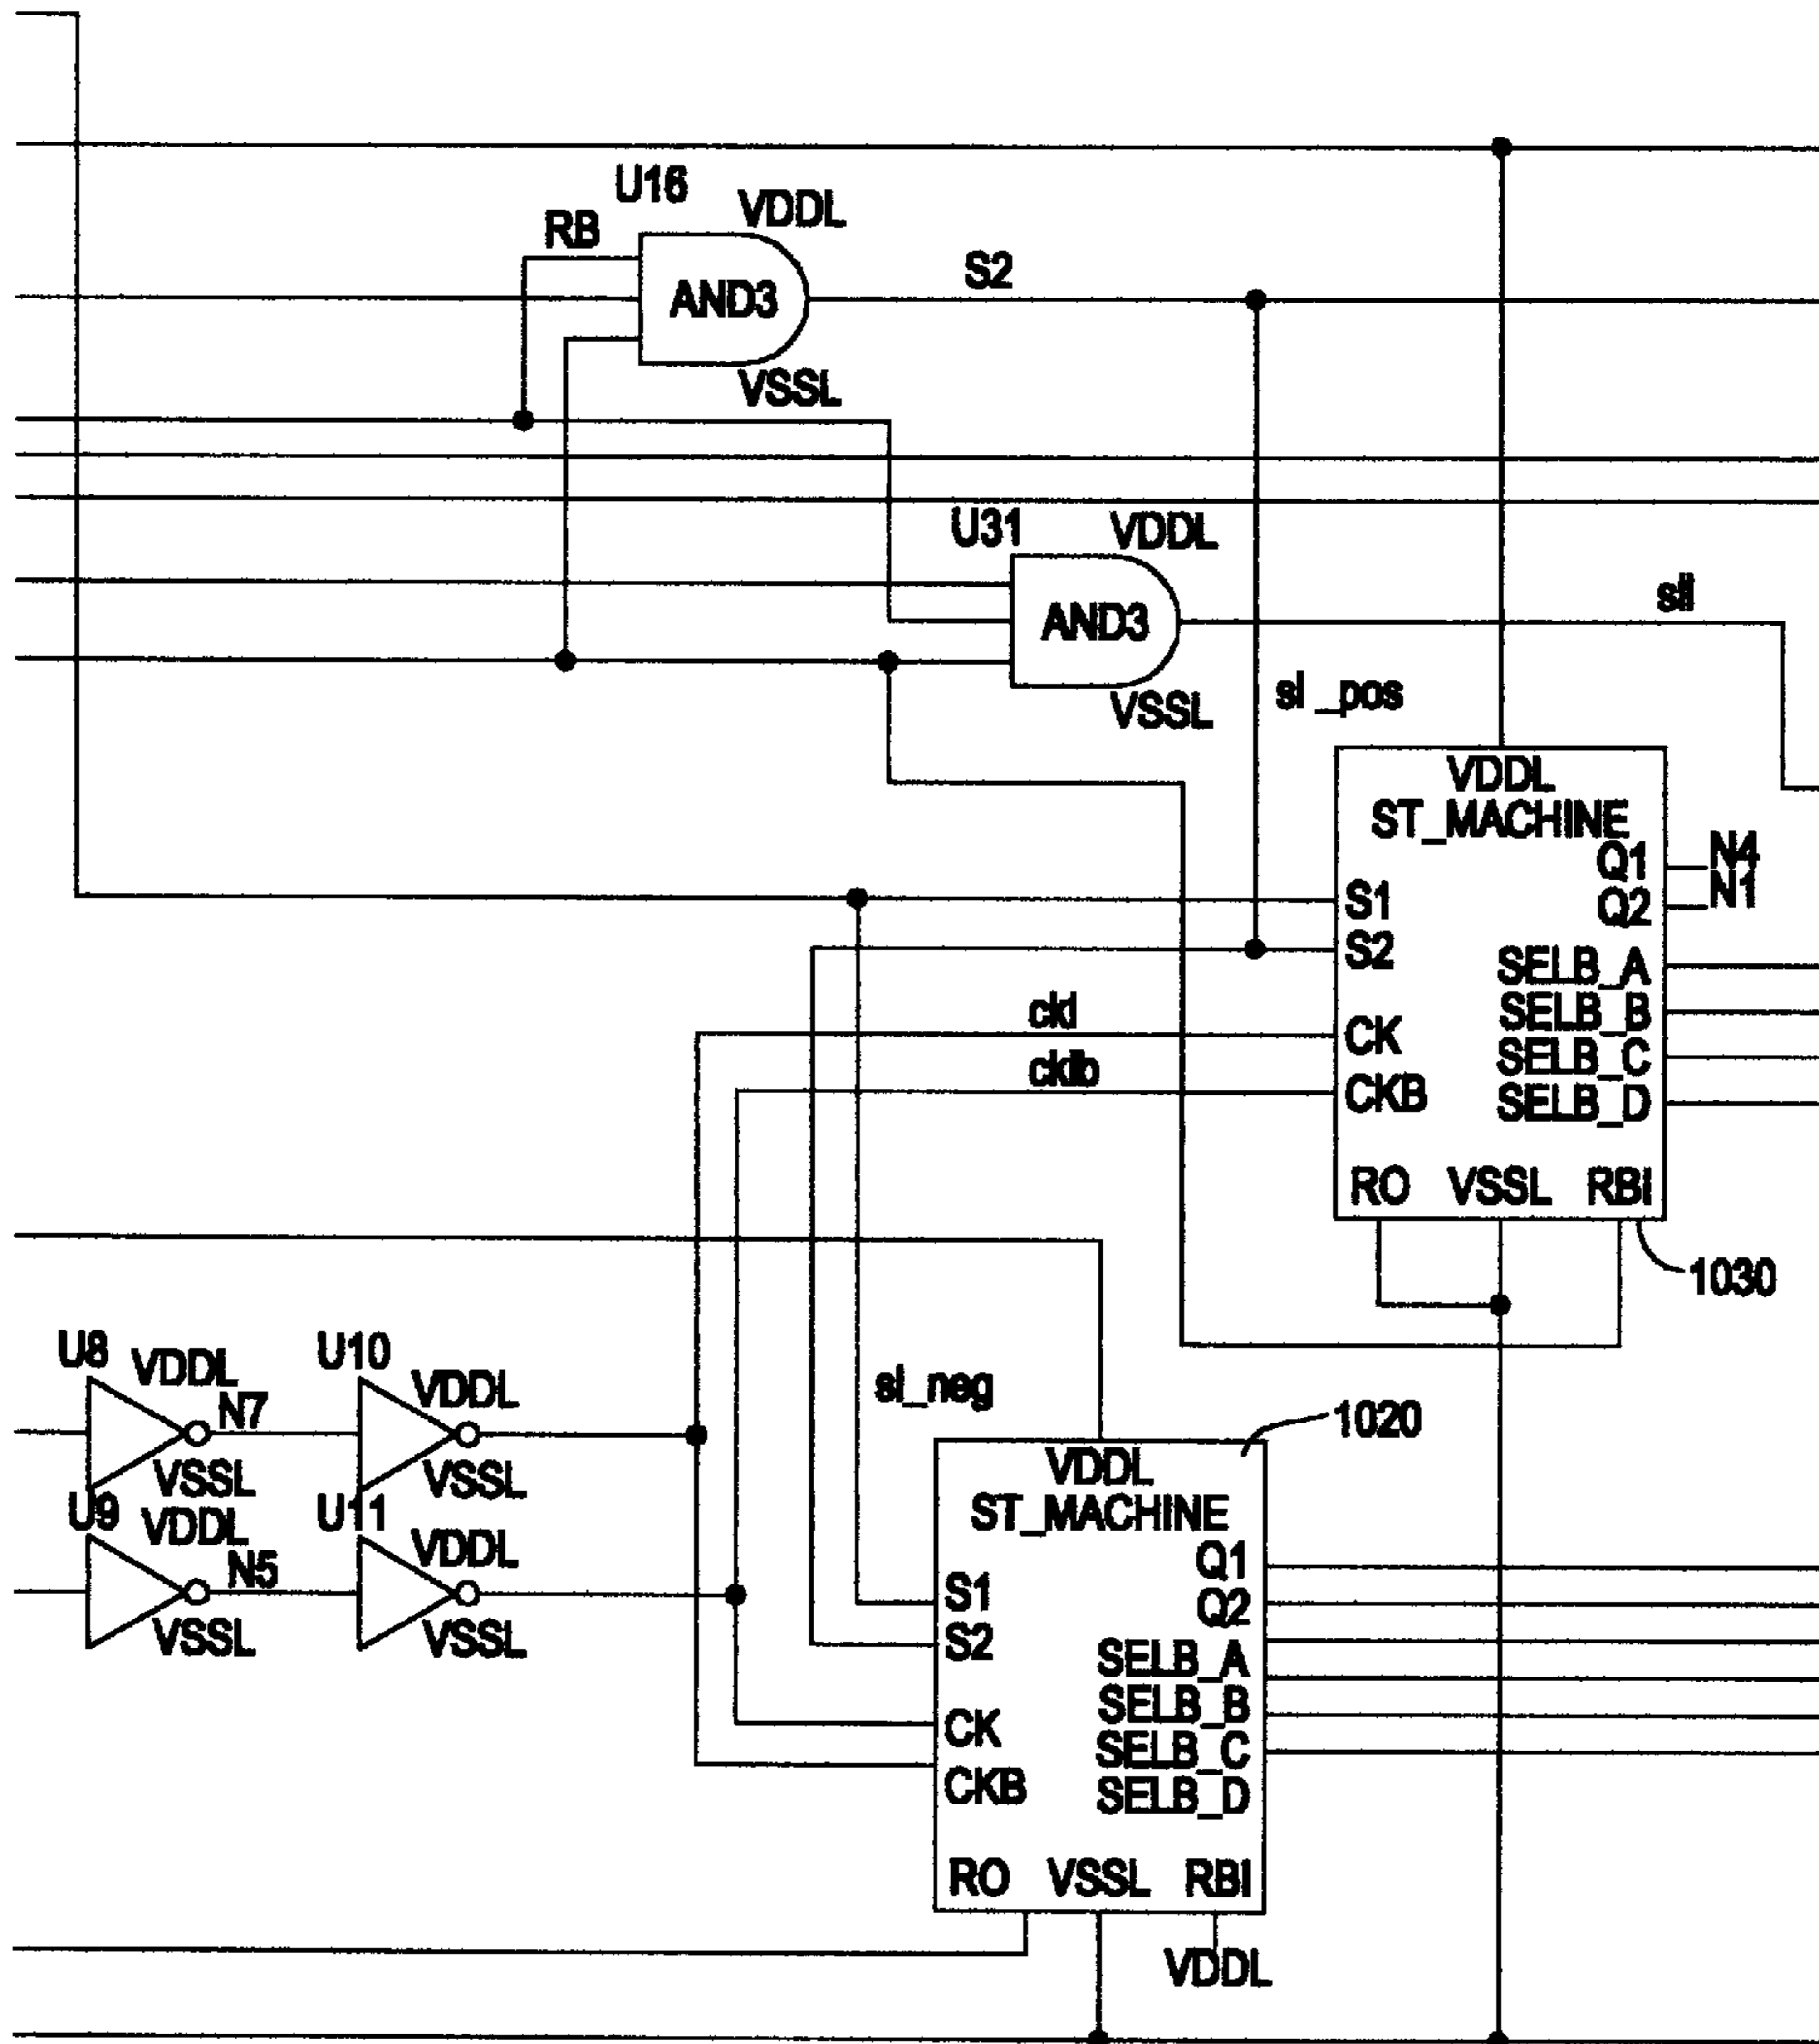 U16
VDDL
RB
AND3
S2
VSSL
U31
VDDL
AND3
sll
VSSL
sl _pos
VDDL
ST_MACHINE
Q1
N4
Q2
N1
S1
S2
SELB_A
SELB_B
SELB_C
SELB_D
ckl
CK
cklb
CKB
RO
VSSL
RBI
1030
U8
VDDL
N7
VSSL
U10
VDDL
VSSL
sl_neg
1020
U9
VDDL
N5
VSSL
U11
VDDL
VSSL
VDDL
ST_MACHINE
Q1
Q2
S1
S2
SELB_A
SELB_B
SELB_C
SELB_D
CK
CKB
RO
VSSL
RBI
VDDL